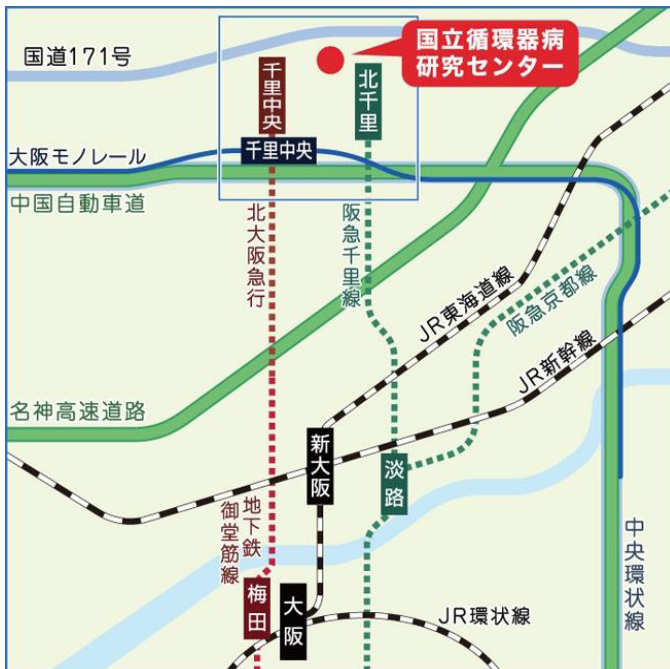 国道171号
国立循環器病
研究センター
千里中央
北千里
大阪モノレール
千里中央
中国自動車道
北大阪急行
阪急千里線
JR東海道線
阪急京都線
JR新幹線
名神高速道路
新大阪
淡路
地下鉄
御堂筋線
中央環状線
梅田
大阪
JR環状線